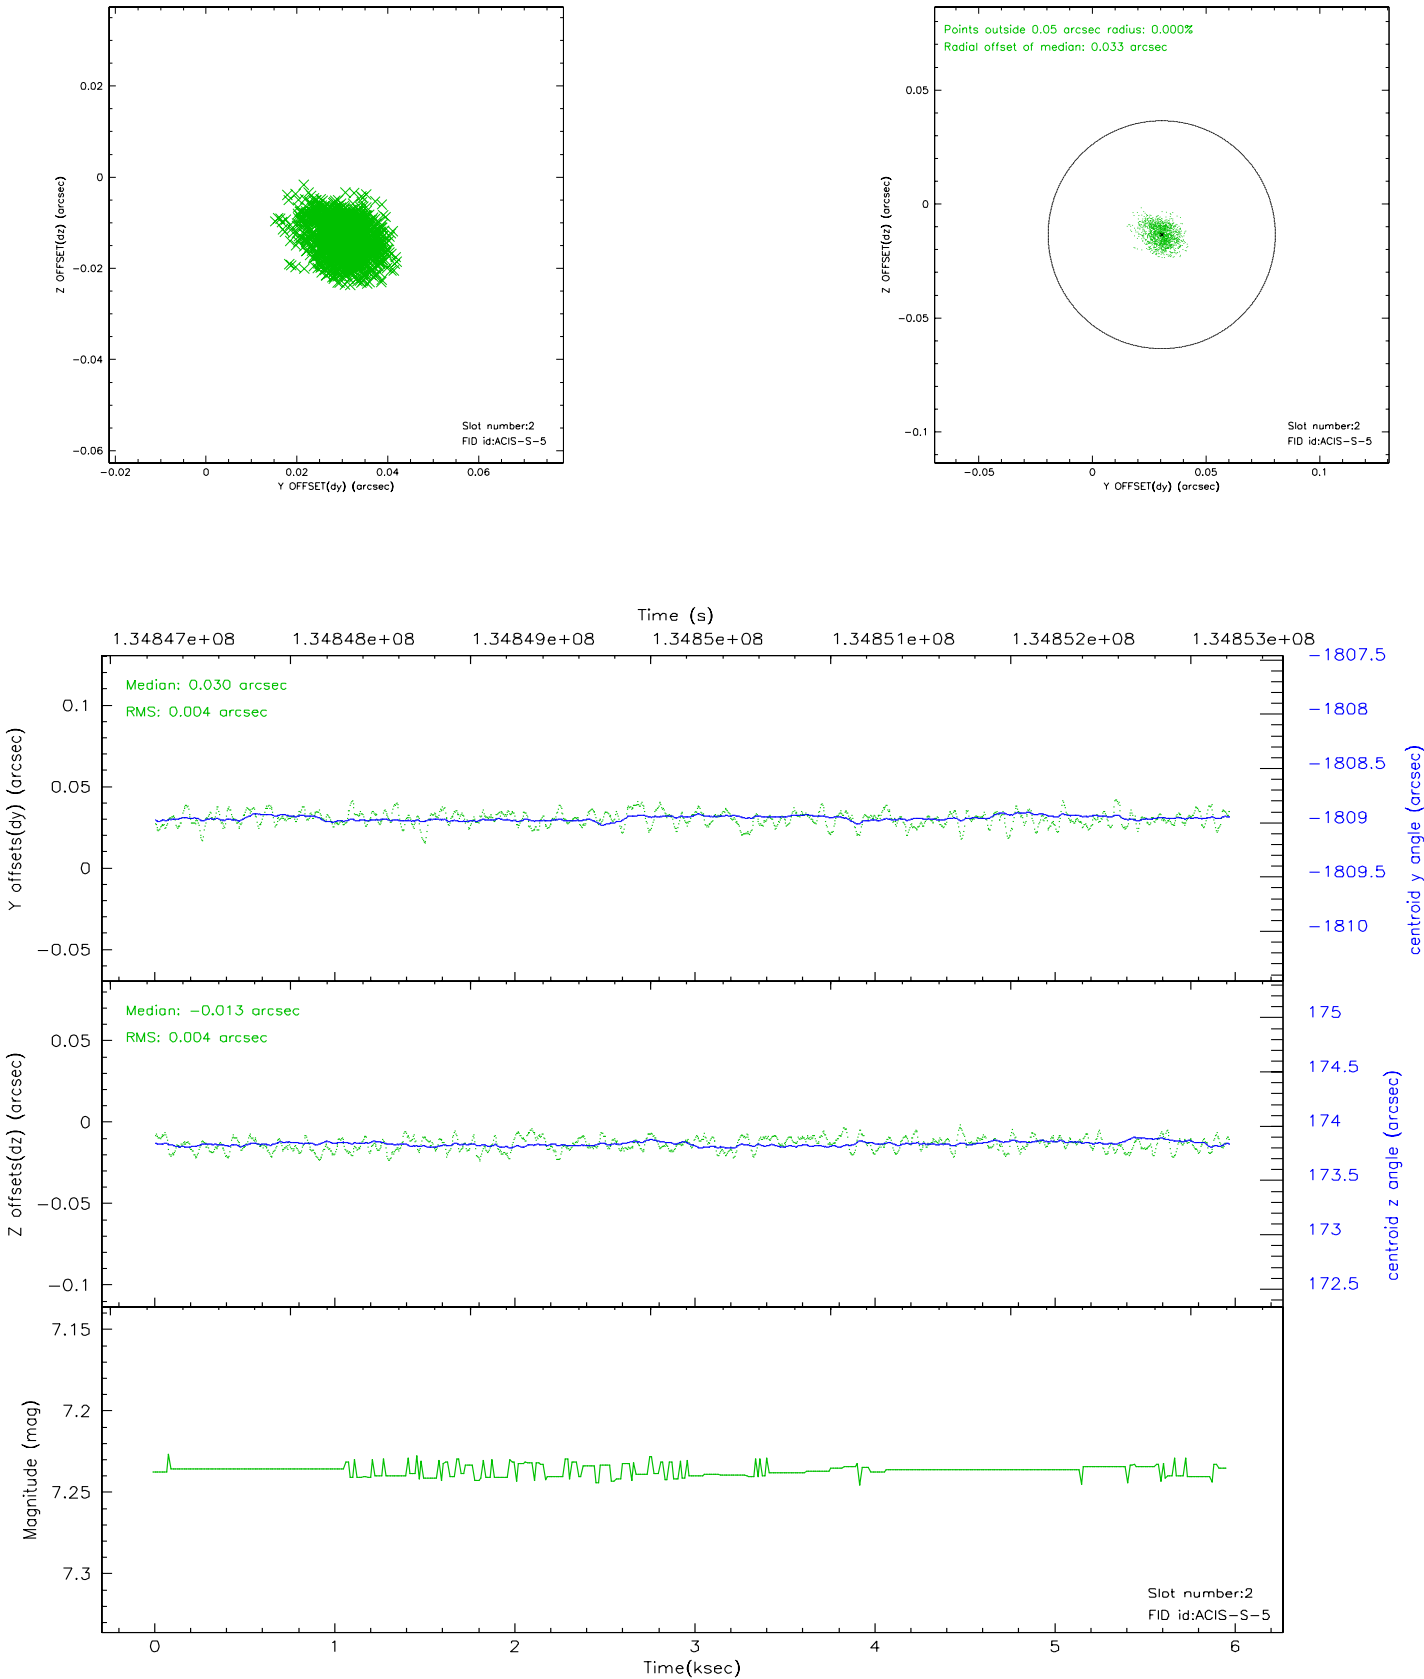 0.02
0
−0.02
−0.04
−0.06
Z OFFSET(dz) (arcsec)
Slot number:2
FID id:ACIS−S−5
−0.02 0 0.02 0.04 0.06
Y OFFSET(dy) (arcsec)
Points outside 0.05 arcsec radius: 0.000%
Radial offset of median: 0.033 arcsec
0.05
0
−0.05
−0.1
Z OFFSET(dz) (arcsec)
Slot number:2
FID id:ACIS−S−5
−0.05 0 0.05 0.1
Y OFFSET(dy) (arcsec)
Time (s)
1.34847e+08 1.34848e+08 1.34849e+08 1.3485e+08 1.34851e+08 1.34852e+08 1.34853e+08
Median: 0.030 arcsec
RMS: 0.004 arcsec
0.1
0.05
0
−0.05
Y offsets(dy) (arcsec)
−1807.5
−1808
−1808.5
−1809
−1809.5
−1810
centroid y angle (arcsec)
Median: −0.013 arcsec
RMS: 0.004 arcsec
0.05
0
−0.05
−0.1
Z offsets(dz) (arcsec)
175
174.5
174
173.5
173
172.5
centroid z angle (arcsec)
7.15
7.2
7.25
7.3
Magnitude (mag)
Slot number:2
FID id:ACIS−S−5
0 1 2 3 4 5 6
Time(ksec)